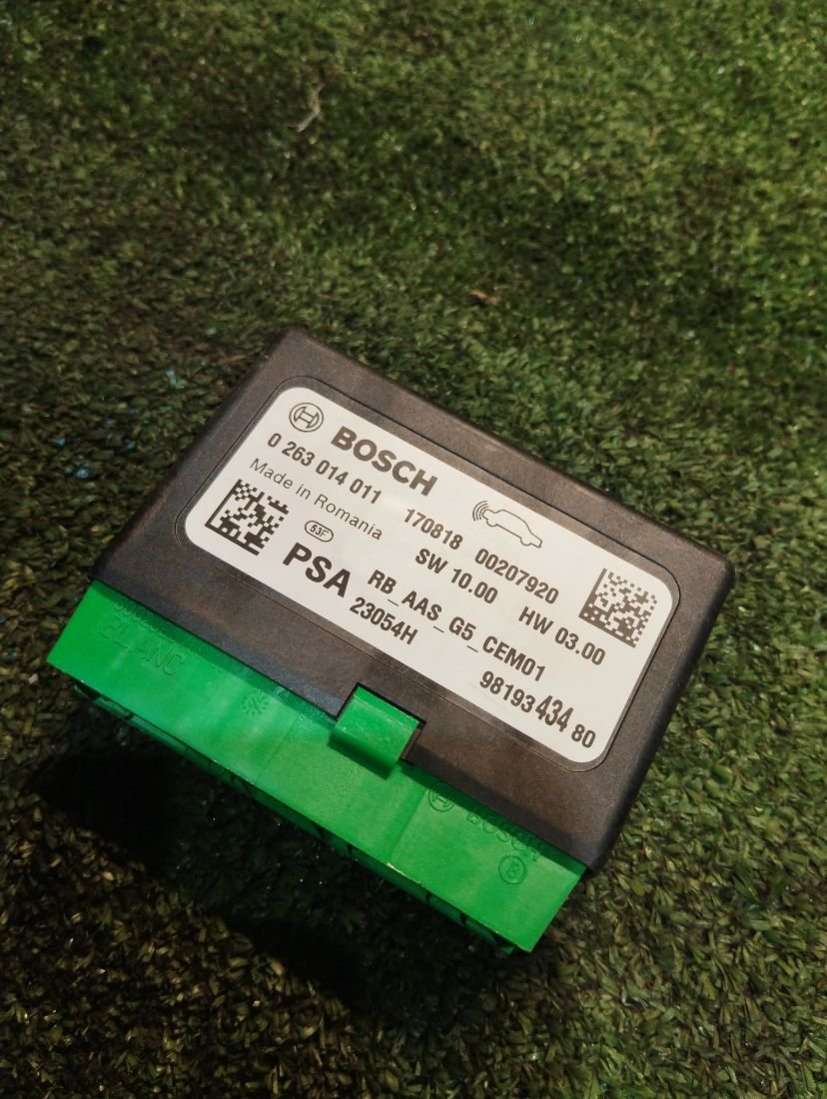 BOSCH
0 263 014 011 170818 00207920
Made in Romania SW 10.00 HW 03.00
53F
PSA RB_AAS_G5_CEM01
23054H 98193 434 80
BOSCH
B